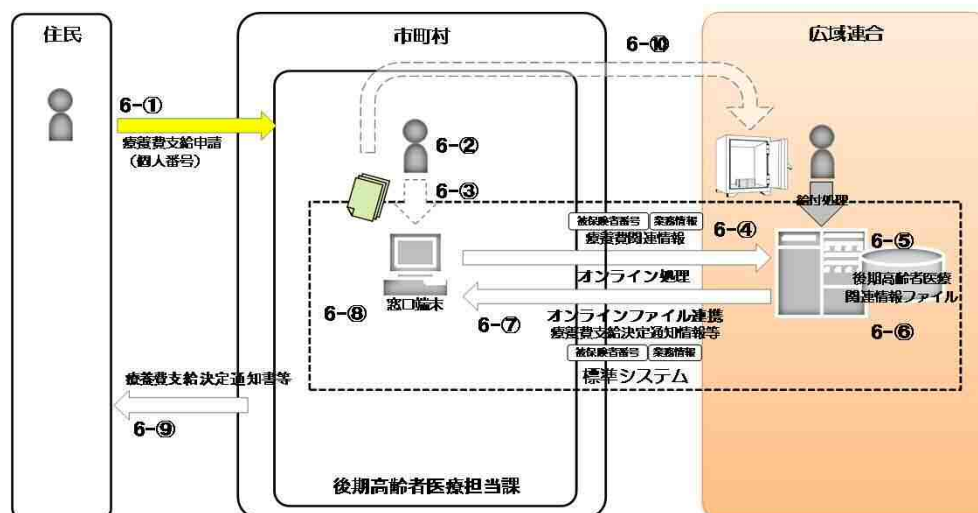 住民
市町村
広域連合
6-⑩
6-①
療養費支給申請
(個人番号)
6-②
6-③
給付処理
被保険者番号 業務情報
療養費関連情報
6-④
オンライン処理
6-⑤
後期高齢者医療
関連情報ファイル
6-⑥
窓口端末
6-⑧
6-⑦
オンラインファイル連携
療養費支給決定通知情報等
被保険者番号 業務情報
標準システム
療養費支給決定通知書等
6-⑨
後期高齢者医療担当課